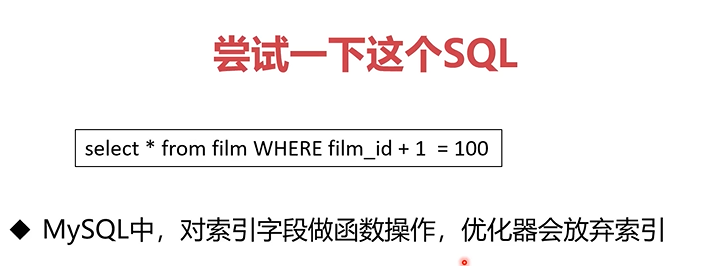 尝试一下这个SQL
select * from film WHERE film_id + 1 = 100
◆ MySQL中，对索引字段做函数操作，优化器会放弃索引